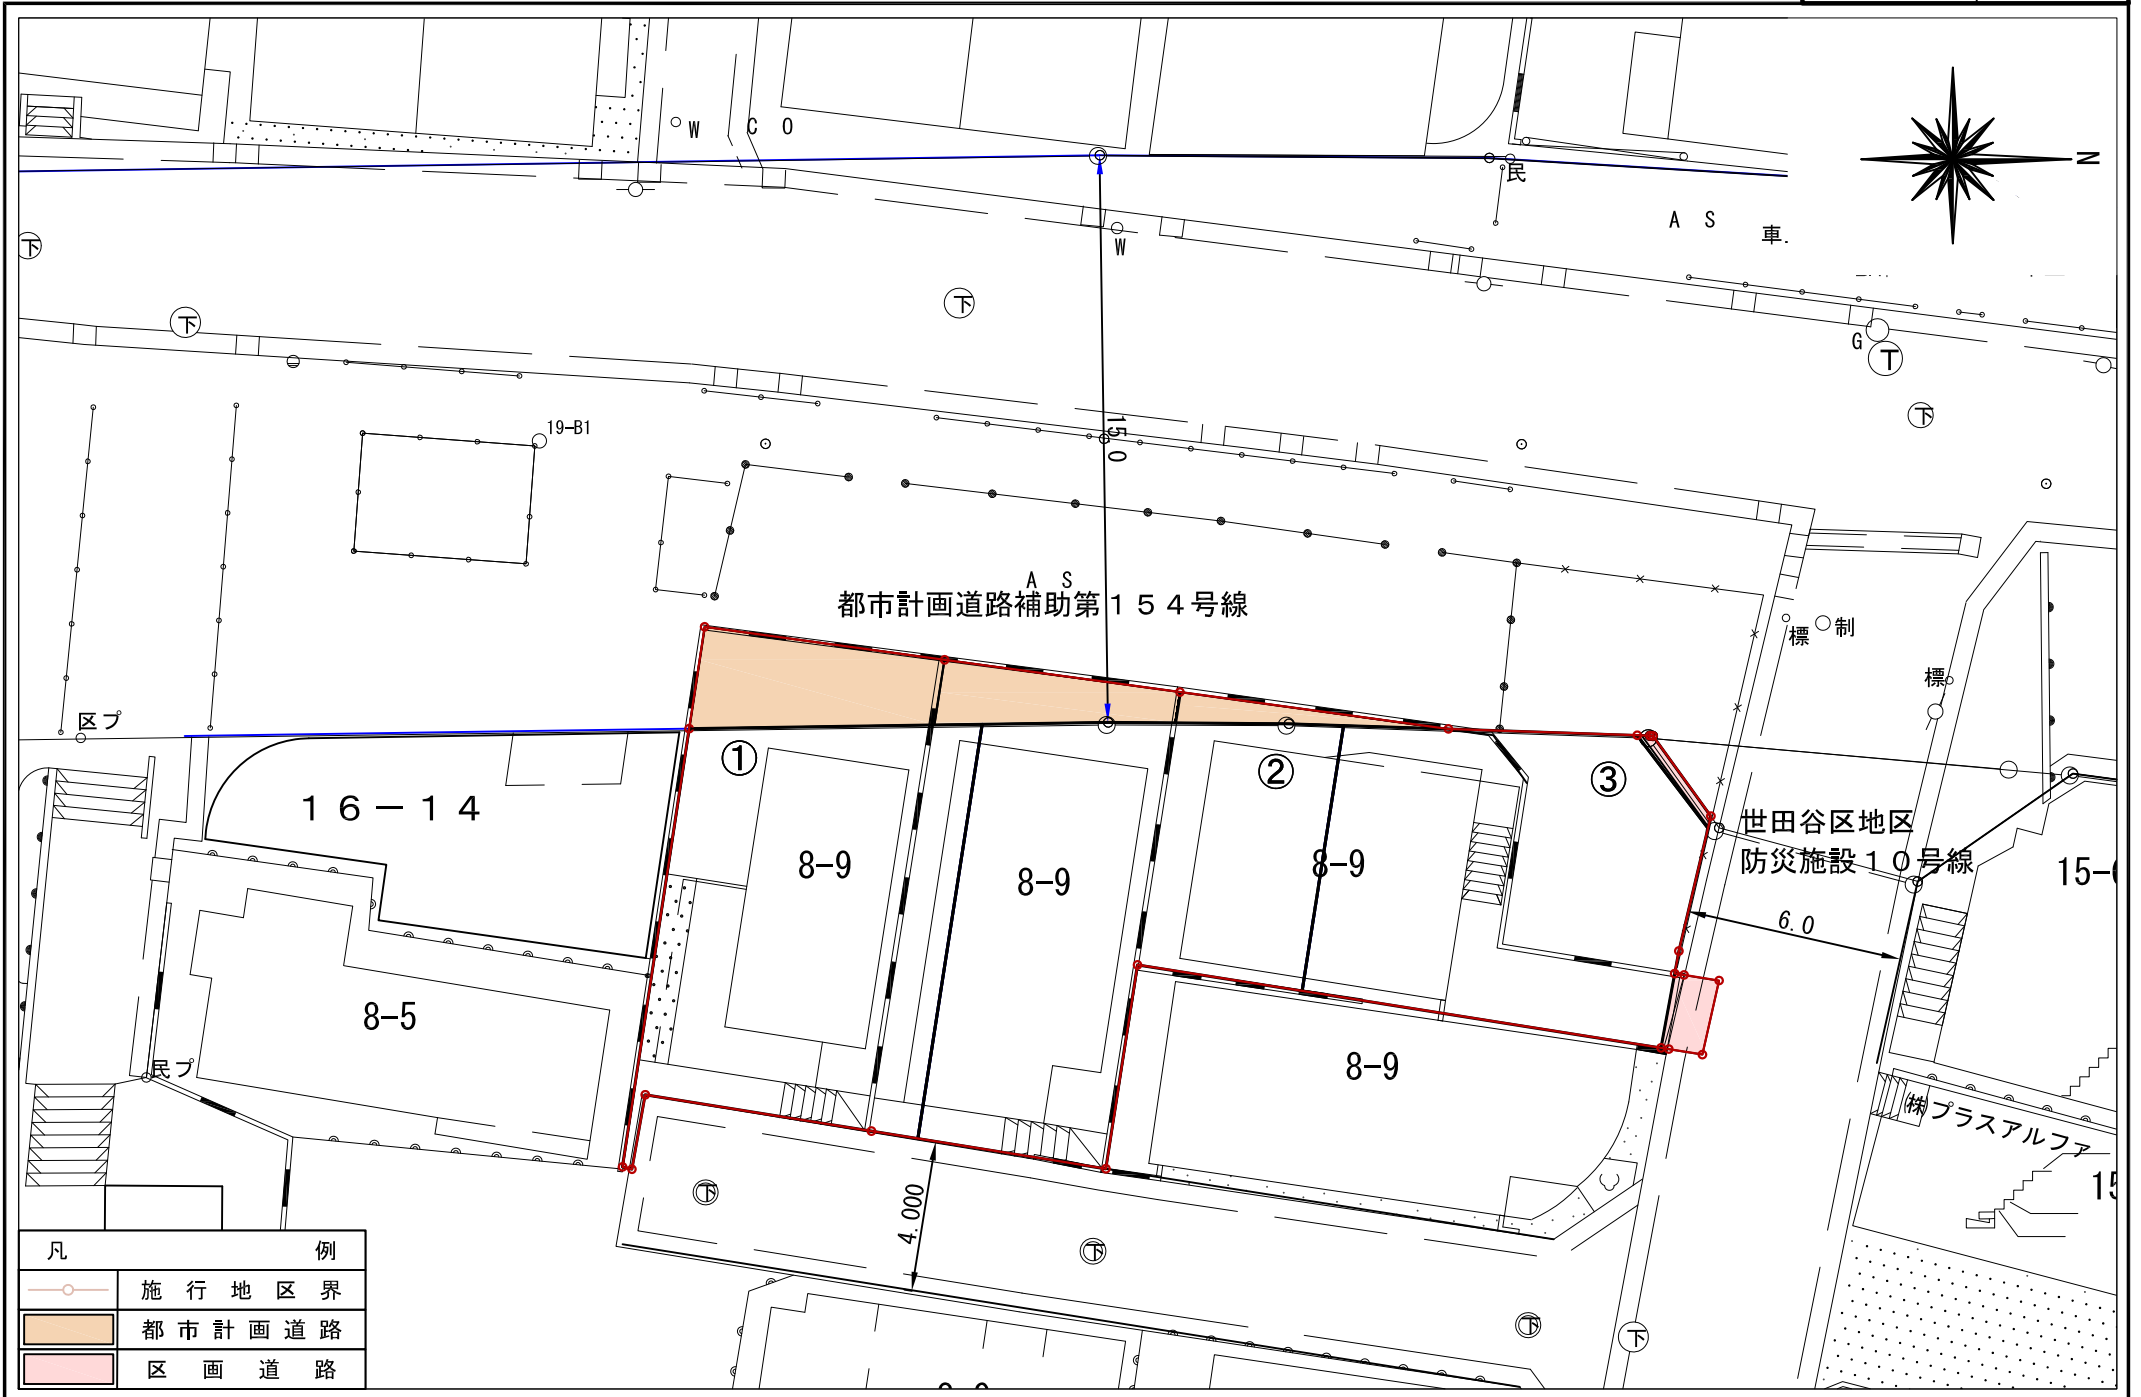 W
C O
民
N
A S
車
下
W
下
下
G
T
下
19-B1
15.0
A S
都市計画道路補助第154号線
標
制
標
区プ
①
②
③
16-14
世田谷区地区
防災施設10号線
8-9
8-9
8-9
15-6
6.0
8-5
8-9
民プ
㈱プラスアルファ
15
下
4.000
下
下
下
凡例
施行地区界
都市計画道路
区画道路